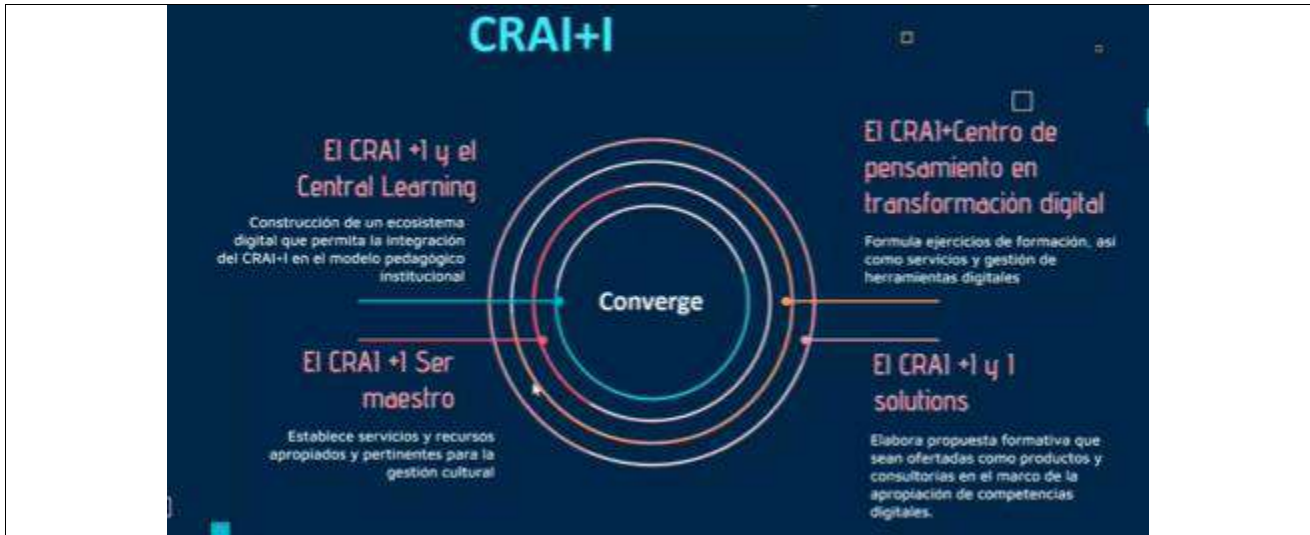 CRAI+I
El CRAI +I y el
Central Learning
Construcción de un ecosistema
digital que permita la integración
del CRAI+I en el modelo pedagógico
institucional
El CRAI +I Ser
maestro
Establece servicios y recursos
apropiados y pertinentes para la
gestión cultural
Converge
El CRAI+Centro de
pensamiento en
transformación digital
Formula ejercicios de formación, así
como servicios y gestión de
herramientas digitales
El CRAI +I y I
solutions
Elabora propuesta formativa que
sean ofertadas como productos y
consultorias en el marco de la
apropiación de competencias
digitales.